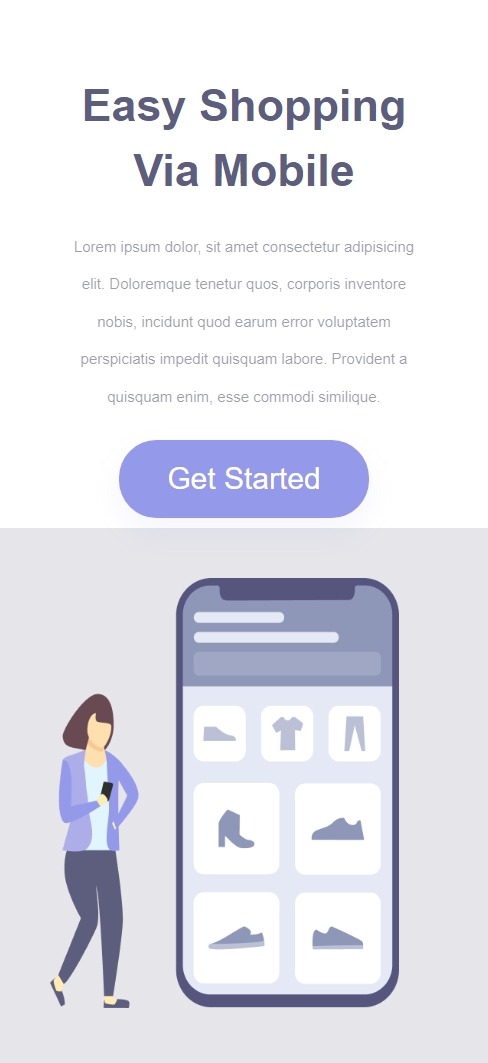 Easy Shopping
Via Mobile
Lorem ipsum dolor, sit amet consectetur adipisicing
elit. Doloremque tenetur quos, corporis inventore
nobis, incidunt quod earum error voluptatem
perspiciatis impedit quisquam labore. Provident a
quisquam enim, esse commodi similique.
Get Started